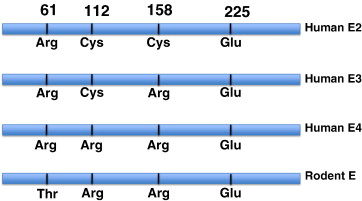 61 112 158 225
Human E2
Arg Cys Cys Glu
Human E3
Arg Cys Arg Glu
Human E4
Arg Arg Arg Glu
Rodent E
Thr Arg Arg Glu